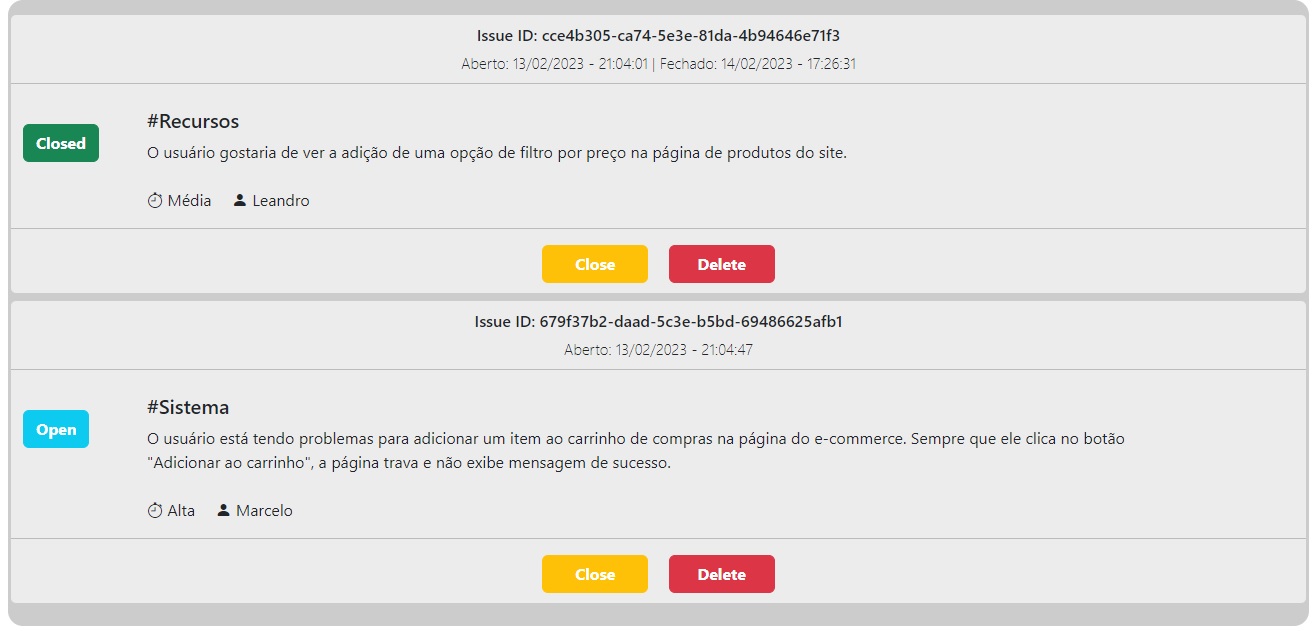 Issue ID: cce4b305-ca74-5e3e-81da-4b94646e71f3
Aberto: 13/02/2023 - 21:04:01 | Fechado: 14/02/2023 - 17:26:31
Closed
#Recursos
O usuário gostaria de ver a adição de uma opção de filtro por preço na página de produtos do site.
Média Leandro
Close Delete
Issue ID: 679f37b2-daad-5c3e-b5bd-69486625afb1
Aberto: 13/02/2023 - 21:04:47
Open
#Sistema
O usuário está tendo problemas para adicionar um item ao carrinho de compras na página do e-commerce. Sempre que ele clica no botão
"Adicionar ao carrinho", a página trava e não exibe mensagem de sucesso.
Alta Marcelo
Close Delete